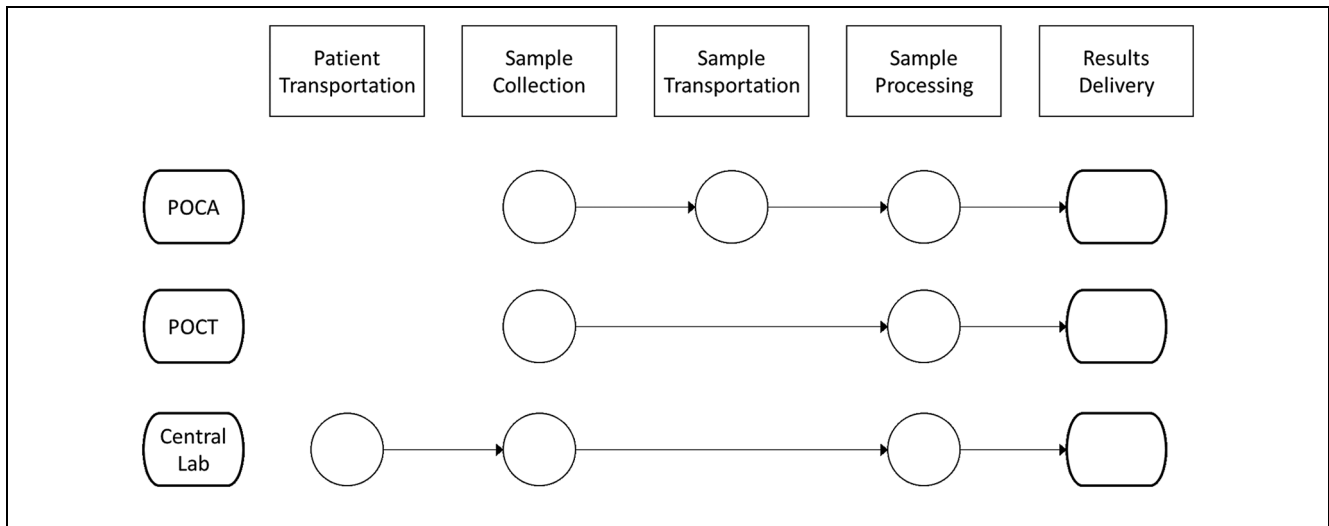 Patient
Transportation
Sample
Collection
Sample
Transportation
Sample
Processing
Results
Delivery
POCA
POCT
Central
Lab